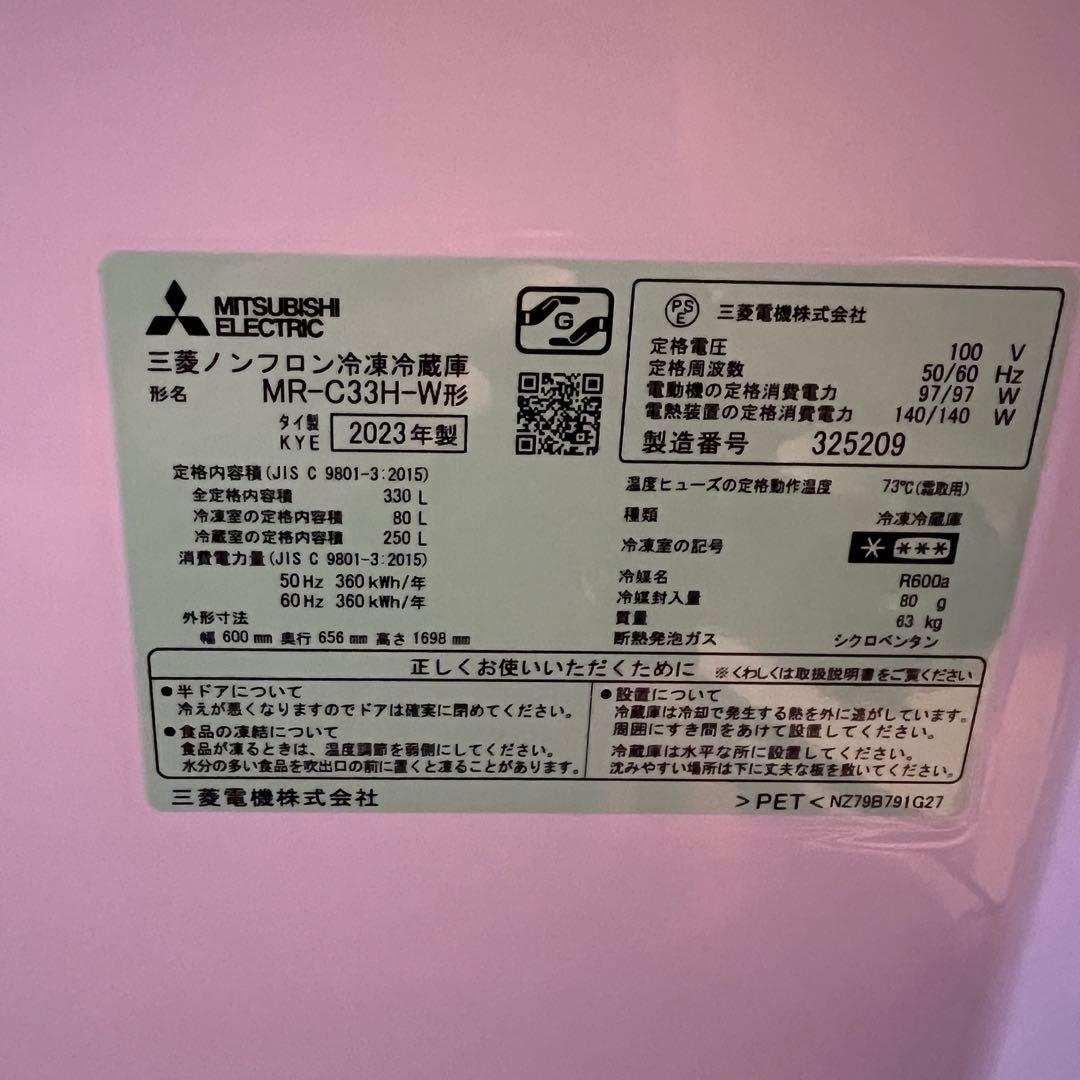 MITSUBISHI
ELECTRIC
三菱ノンフロン冷凍冷蔵庫
形名 MR-C33H-W形
タイ製
KYE 2023年製
定格内容積(JIS C 9801-3:2015)
全定格内容積 330 L
冷凍室の定格内容積 80 L
冷蔵室の定格内容積 250 L
消費電力量(JIS C 9801-3:2015)
50Hz 360kWh/年
60Hz 360kWh/年
外形寸法
幅 600 mm 奥行 656 mm 高さ 1698 mm
G
PSE 三菱電機株式会社
定格電圧 100 V
定格周波数 50/60 Hz
電動機の定格消費電力 97/97 W
電熱装置の定格消費電力 140/140 W
製造番号 325209
温度ヒューズの定格動作温度 73℃(霜取用)
種類 冷凍冷蔵庫
冷凍室の記号 * ***
冷媒名 R600a
冷媒封入量 80 g
質量 63 kg
断熱発泡ガス シクロペンタン
正しくお使いいただくために ※くわしくは取扱説明書をご覧ください
●半ドアについて
冷えが悪くなりますのでドアは確実に閉めてください。
●食品の凍結について
食品が凍るときは、温度調節を弱側にしてください。
水分の多い食品を吹出口の前に置くと凍ることがあります。
●設置について
冷蔵庫は冷却で発生する熱を外に逃がしています。
周囲にすき間をあけて設置してください。
冷蔵庫は水平な所に設置してください。
沈みやすい場所は下に丈夫な板を敷いてください。
三菱電機株式会社
>PET< NZ79B791G27